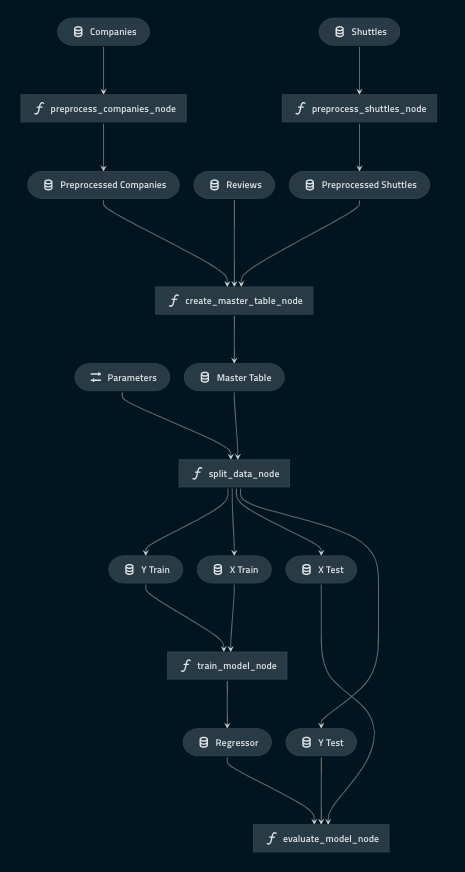 Companies
Shuttles
preprocess_companies_node
preprocess_shuttles_node
Preprocessed Companies
Reviews
Preprocessed Shuttles
create_master_table_node
Parameters
Master Table
split_data_node
Y Train
X Train
X Test
train_model_node
Regressor
Y Test
evaluate_model_node